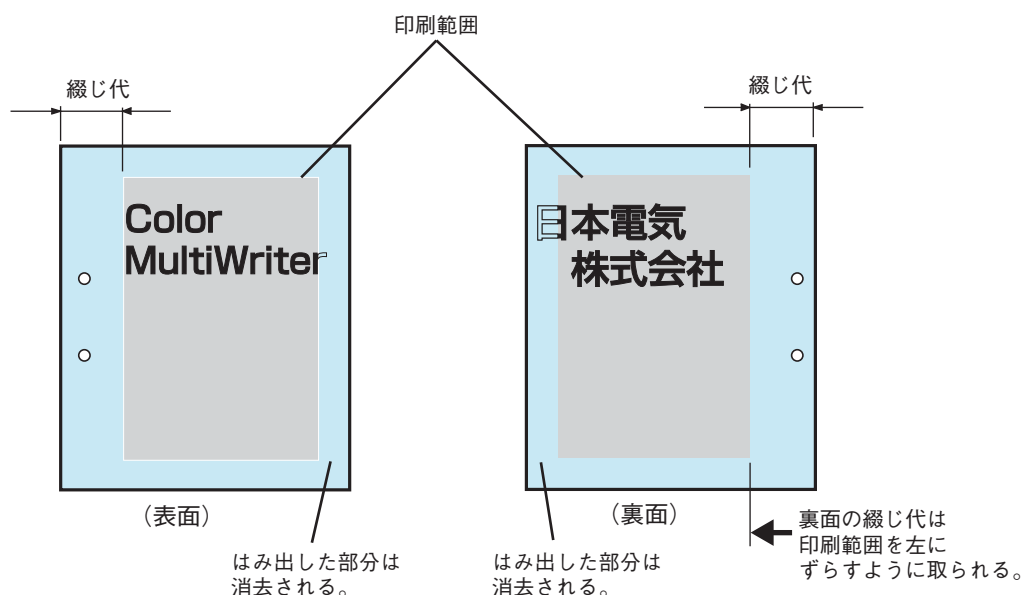 印刷範囲
綴じ代
綴じ代
Color
MultiWriter
日本電気
株式会社
（表面）
（裏面）
はみ出した部分は
消去される。
はみ出した部分は
消去される。
裏面の綴じ代は
印刷範囲を左に
ずらすように取られる。